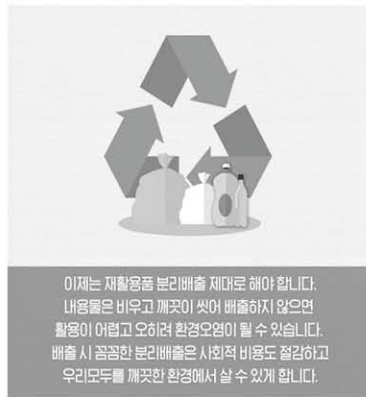 이제는 재활용품 분리배출 제대로 해야 합니다.
내용물은 비우고 깨끗이 씻어 배출하지 않으면
활용이 어렵고 오히려 환경오염이 될 수 있습니다.
배출 시 꼼꼼한 분리배출은 사회적 비용도 절감하고
우리모두를 깨끗한 환경에서 살 수 있게 합니다.